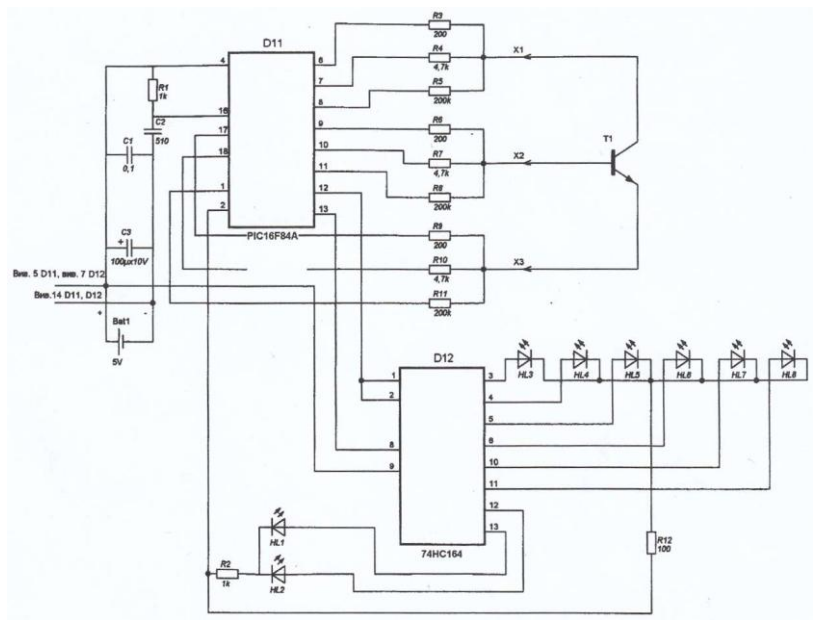 D11
R3
200
X1
4
6
R4
4,7k
R1
1k
7
R5
200k
8
16
C2
510
17
9
R6
200
T1
C1
0,1
18
10
R7
4,7k
X2
11
1
12
R8
200k
2
13
PIC16F84A
R9
200
C3
+
100μx10V
R10
4,7k
X3
Вив. 5 D11, вив. 7 D12
Вив.14 D11, D12
R11
200k
+
-
Bat1
5V
D12
1
3
HL3
HL4
HL5
HL6
HL7
HL8
2
4
5
8
6
9
10
11
12
13
HL1
R12
100
74HC164
R2
1k
HL2